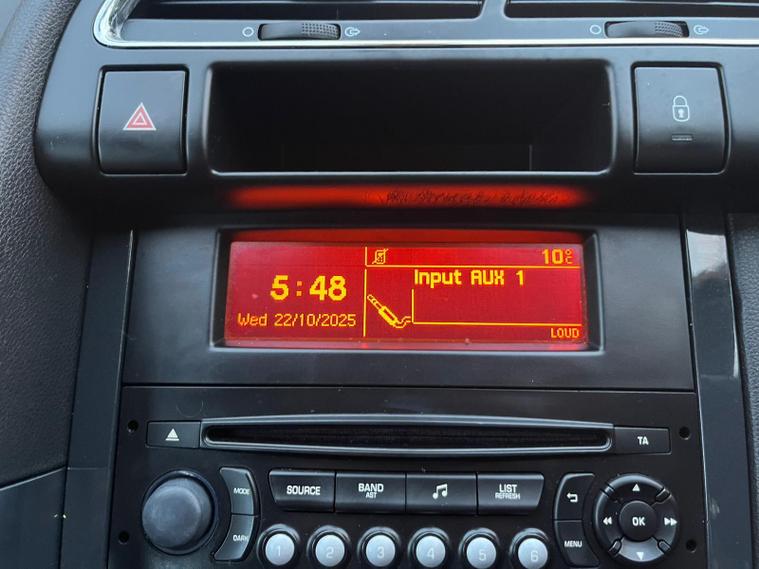 10°C
Input AUX 1
5:48
Wed 22/10/2025
LOUD
TA
MODE
SOURCE
BAND
AST
LIST
REFRESH
DARK
OK
MENU
1 2 3 4 5 6